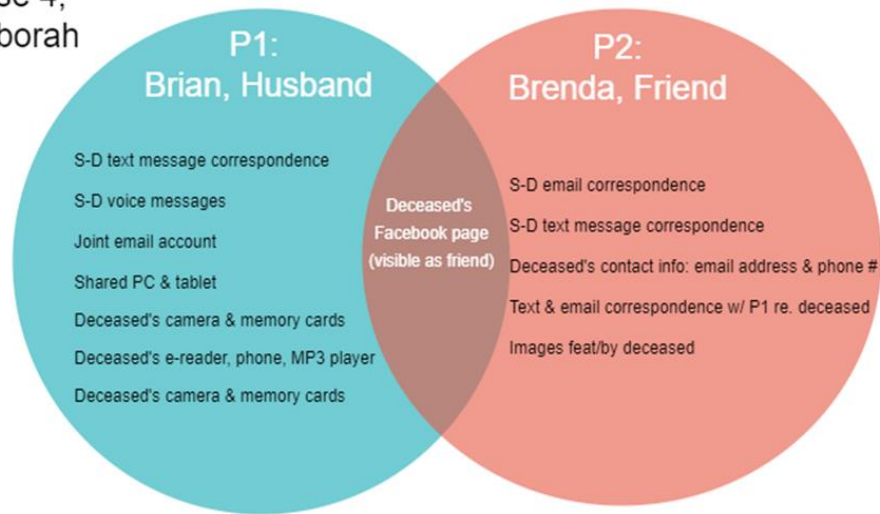 P1:
Brian, Husband
S-D text message correspondence
S-D voice messages
Joint email account
Shared PC & tablet
Deceased's camera & memory cards
Deceased's e-reader, phone, MP3 player
Deceased's camera & memory cards
Deceased's
Facebook page
(visible as friend)
P2:
Brenda, Friend
S-D email correspondence
S-D text message correspondence
Deceased's contact info: email address & phone #
Text & email correspondence w/ P1 re. deceased
Images feat/by deceased